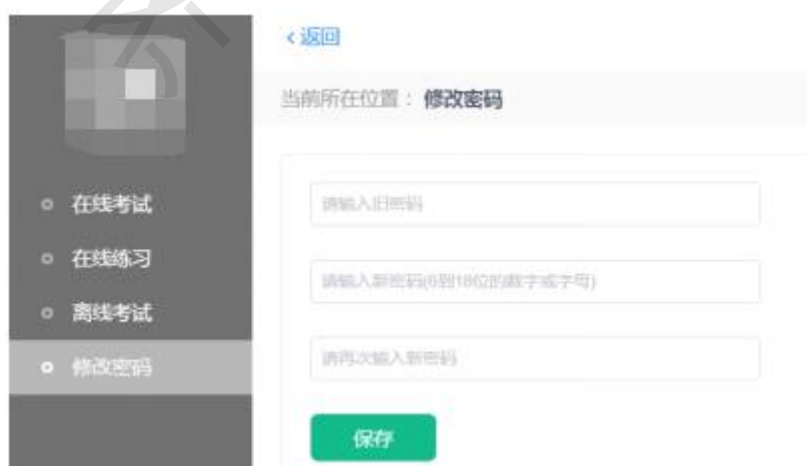 <返回
当前所在位置：修改密码
在线考试
在线练习
离线考试
修改密码
请输入旧密码
请输入新密码(6到18位的数字或字母)
请再次输入新密码
保存